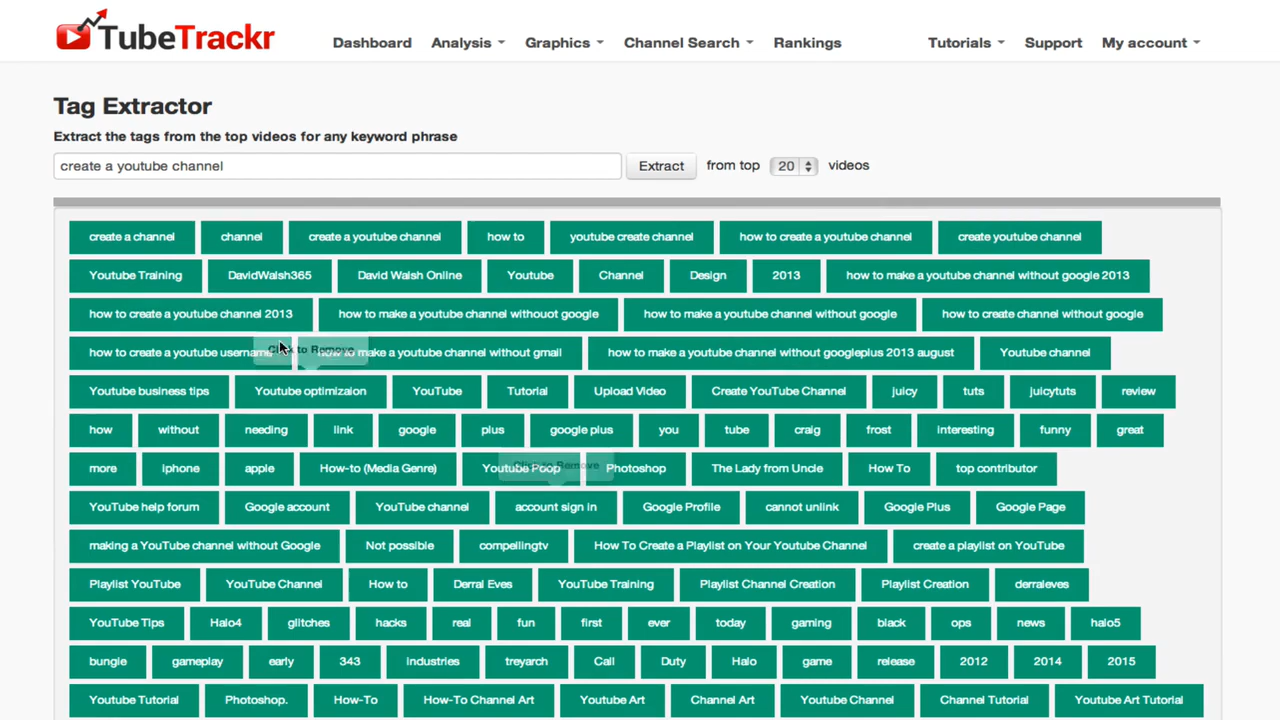 TubeTrackr Dashboard Analysis Graphics Channel Search Rankings Tutorials Support My account
Tag Extractor
Extract the tags from the top videos for any keyword phrase
create a youtube channel Extract from top 20 videos
create a channel channel create a youtube channel how to youtube create channel how to create a youtube channel create youtube channel
Youtube Training DavidWalsh365 David Walsh Online Youtube Channel Design 2013 how to make a youtube channel without google 2013
how to create a youtube channel 2013 how to make a youtube channel withouot google how to make a youtube channel without google how to create channel without google
how to create a youtube username Click to Remove how to make a youtube channel without gmail how to make a youtube channel without googleplus 2013 august Youtube channel
Youtube business tips Youtube optimizaion YouTube Tutorial Upload Video Create YouTube Channel juicy tuts juicytuts review
how without needing link google plus google plus you tube craig frost interesting funny great
more iphone apple How-to (Media Genre) Youtube Poop Click to Remove Photoshop The Lady from Uncle How To top contributor
YouTube help forum Google account YouTube channel account sign in Google Profile cannot unlink Google Plus Google Page
making a YouTube channel without Google Not possible compellingtv How To Create a Playlist on Your Youtube Channel create a playlist on YouTube
Playlist YouTube YouTube Channel How to Derral Eves YouTube Training Playlist Channel Creation Playlist Creation derraleves
YouTube Tips Halo4 glitches hacks real fun first ever today gaming black ops news halo5
bungie gameplay early 343 industries treyarch Call Duty Halo game release 2012 2014 2015
Youtube Tutorial Photoshop. How-To How-To Channel Art Youtube Art Channel Art Youtube Channel Channel Tutorial Youtube Art Tutorial